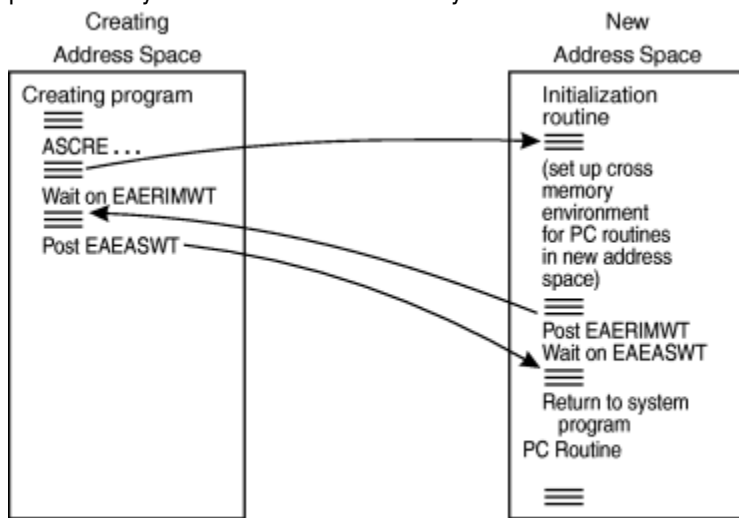 Creating
Address Space
Creating program
ASCRE . . .
Wait on EAERIMWT
Post EAEASWT
New
Address Space
Initialization
routine
(set up cross
memory
environment
for PC routines
in new address
space)
Post EAERIMWT
Wait on EAEASWT
Return to system
program
PC Routine